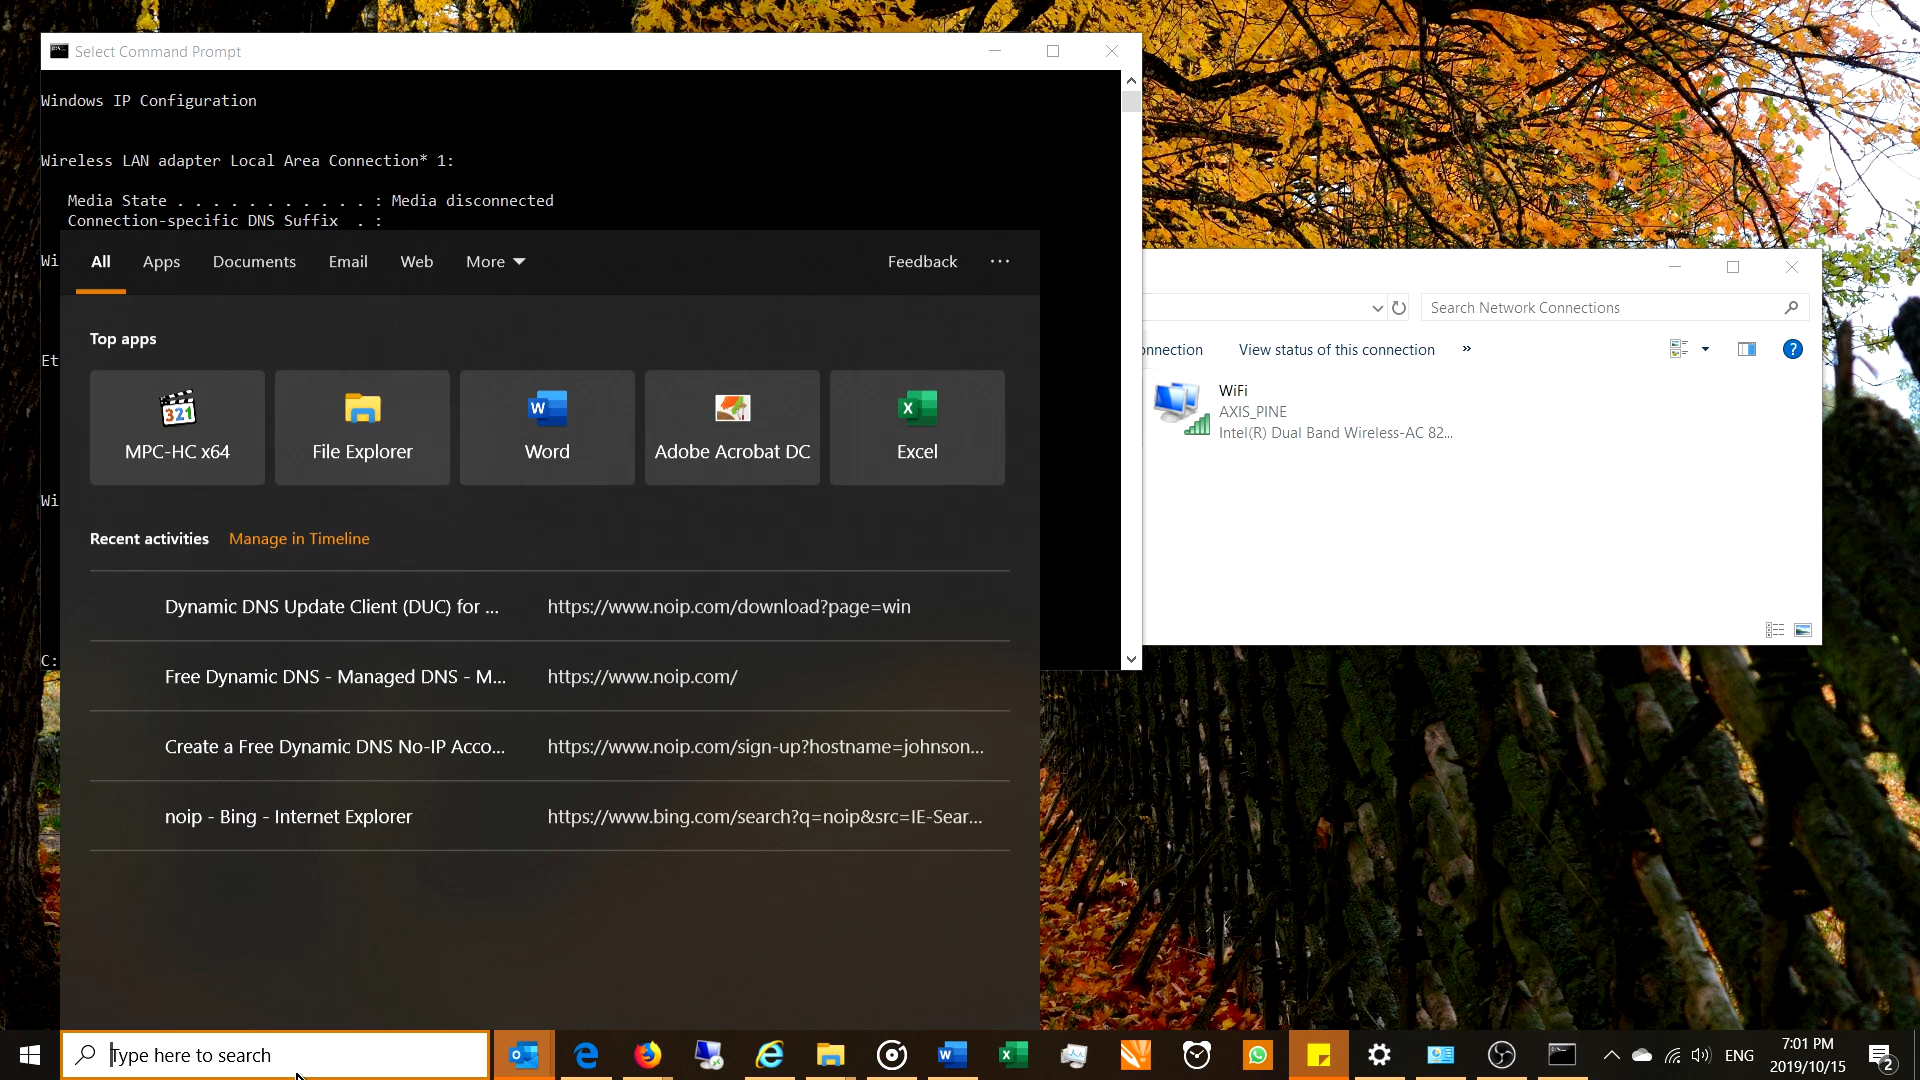 Select Command Prompt
Windows IP Configuration
Wireless LAN adapter Local Area Connection* 1:
Media State . . . . . . . . . . . : Media disconnected
Connection-specific DNS Suffix  . :
Wi
Et
Wi
C:
All Apps Documents Email Web More Feedback ...
Top apps
MPC-HC x64 File Explorer Word Adobe Acrobat DC Excel
321
Recent activities Manage in Timeline
Dynamic DNS Update Client (DUC) for ... https://www.noip.com/download?page=win
Free Dynamic DNS - Managed DNS - M... https://www.noip.com/
Create a Free Dynamic DNS No-IP Acco... https://www.noip.com/sign-up?hostname=johnson...
noip - Bing - Internet Explorer https://www.bing.com/search?q=noip&src=IE-Sear...
Search Network Connections
onnection View status of this connection »
WiFi
AXIS_PINE
Intel(R) Dual Band Wireless-AC 82...
Type here to search
ENG
7:01 PM
2019/10/15
2